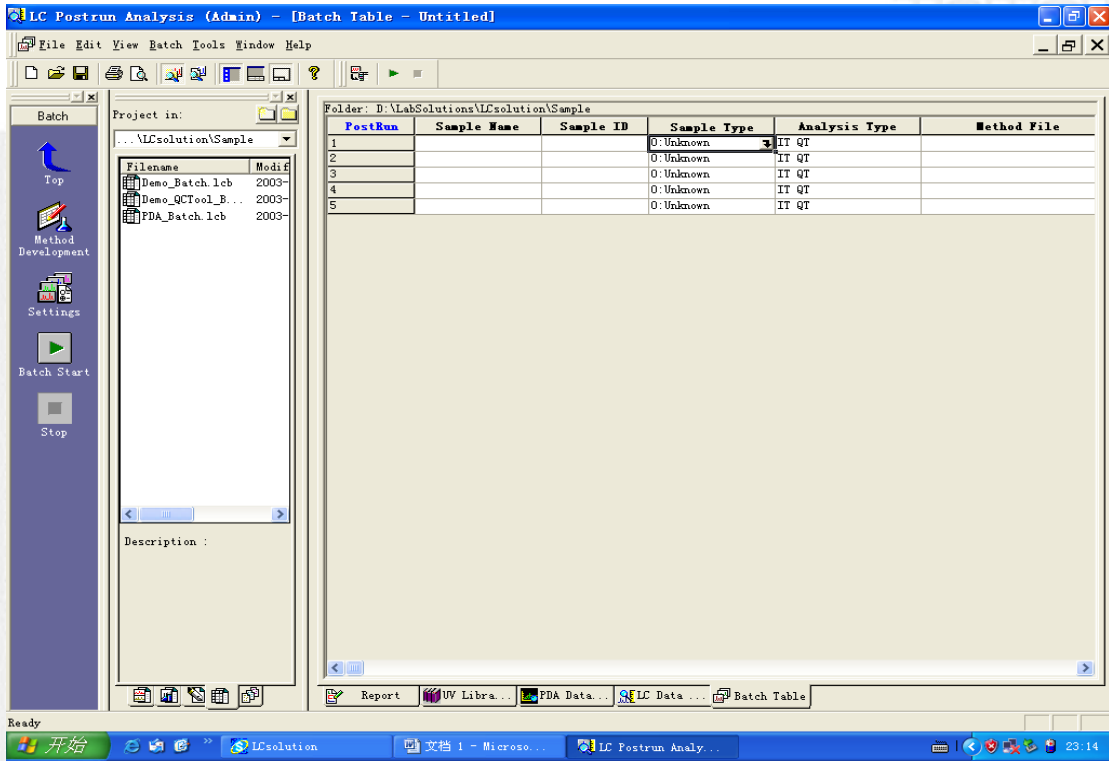 LC Postrun Analysis (Admin) - [Batch Table - Untitled]
File Edit View Batch Tools Window Help
Batch
Top
Method
Development
Settings
Batch Start
Stop
Project in:
...\LCsolution\Sample
Filename Modif
Demo_Batch.lcb 2003-
Demo_QCTool_B... 2003-
PDA_Batch.lcb 2003-
Description :
Folder: D:\LabSolutions\LCsolution\Sample
PostRun Sample Name Sample ID Sample Type Analysis Type Method File
1 0:Unknown IT QT
2 0:Unknown IT QT
3 0:Unknown IT QT
4 0:Unknown IT QT
5 0:Unknown IT QT
Report UV Libra... PDA Data... LC Data ... Batch Table
Ready
开始 LCsolution 文档 1 - Microso... LC Postrun Analy... 23:14